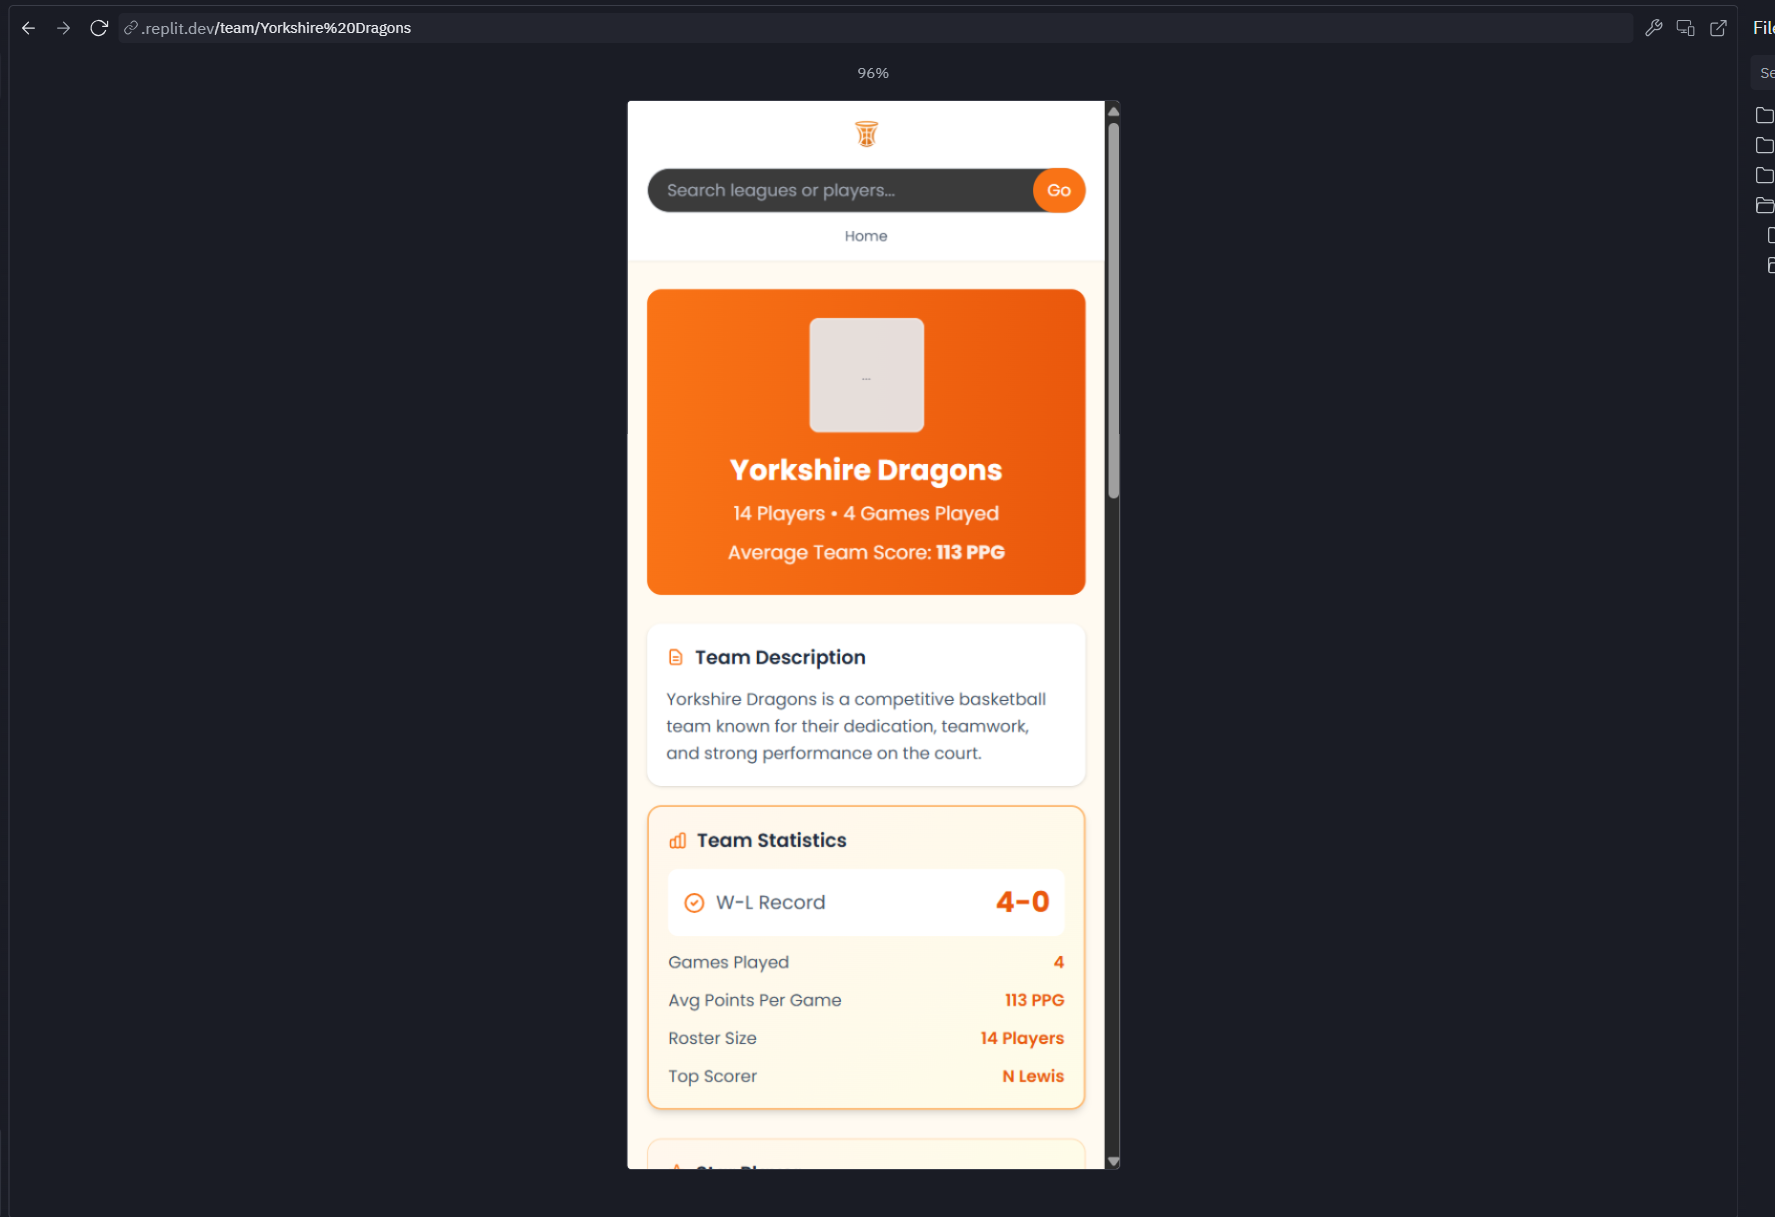 .replit.dev/team/Yorkshire%20Dragons
96%
Search leagues or players...
Go
Home
...
Yorkshire Dragons
14 Players • 4 Games Played
Average Team Score: 113 PPG
Team Description
Yorkshire Dragons is a competitive basketball
team known for their dedication, teamwork,
and strong performance on the court.
Team Statistics
W-L Record 4-0
Games Played 4
Avg Points Per Game 113 PPG
Roster Size 14 Players
Top Scorer N Lewis